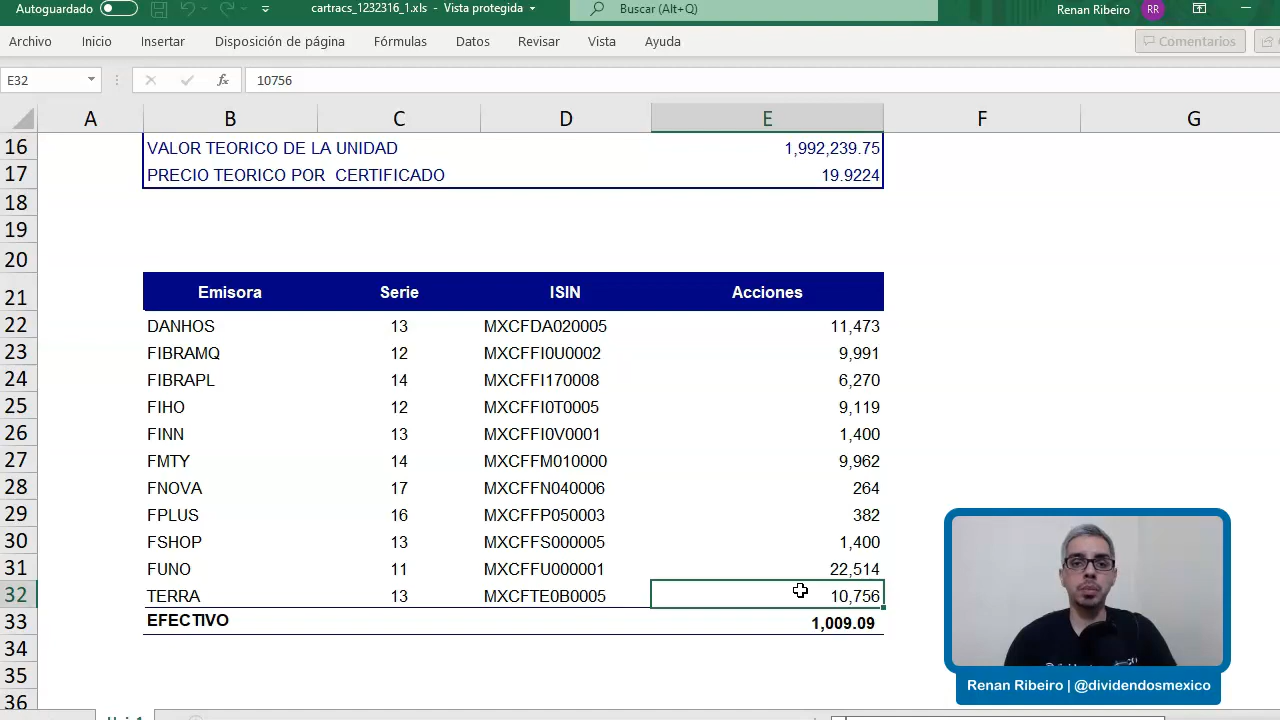 Autoguardado cartracs_1232316_1.xls - Vista protegida Buscar (Alt+Q) Renan Ribeiro RR
Archivo Inicio Insertar Disposición de página Fórmulas Datos Revisar Vista Ayuda Comentarios
E32 fx 10756
A B C D E F G
16 VALOR TEORICO DE LA UNIDAD 1,992,239.75
17 PRECIO TEORICO POR CERTIFICADO 19.9224
18
19
20
21 Emisora Serie ISIN Acciones
22 DANHOS 13 MXCFDA020005 11,473
23 FIBRAMQ 12 MXCFFI0U0002 9,991
24 FIBRAPL 14 MXCFFI170008 6,270
25 FIHO 12 MXCFFI0T0005 9,119
26 FINN 13 MXCFFI0V0001 1,400
27 FMTY 14 MXCFFM010000 9,962
28 FNOVA 17 MXCFFN040006 264
29 FPLUS 16 MXCFFP050003 382
30 FSHOP 13 MXCFFS000005 1,400
31 FUNO 11 MXCFFU000001 22,514
32 TERRA 13 MXCFTE0B0005 10,756
33 EFECTIVO 1,009.09
34
35
36
Renan Ribeiro | @dividendosmexico